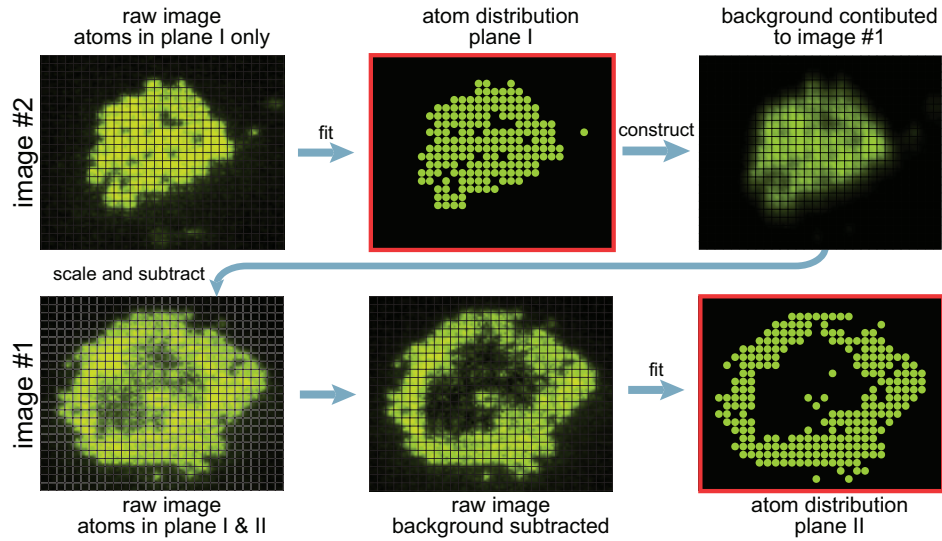 raw image
atoms in plane I only
atom distribution
plane I
background contibuted
to image #1
image #2
fit
construct
scale and subtract
image #1
fit
raw image
atoms in plane I & II
raw image
background subtracted
atom distribution
plane II